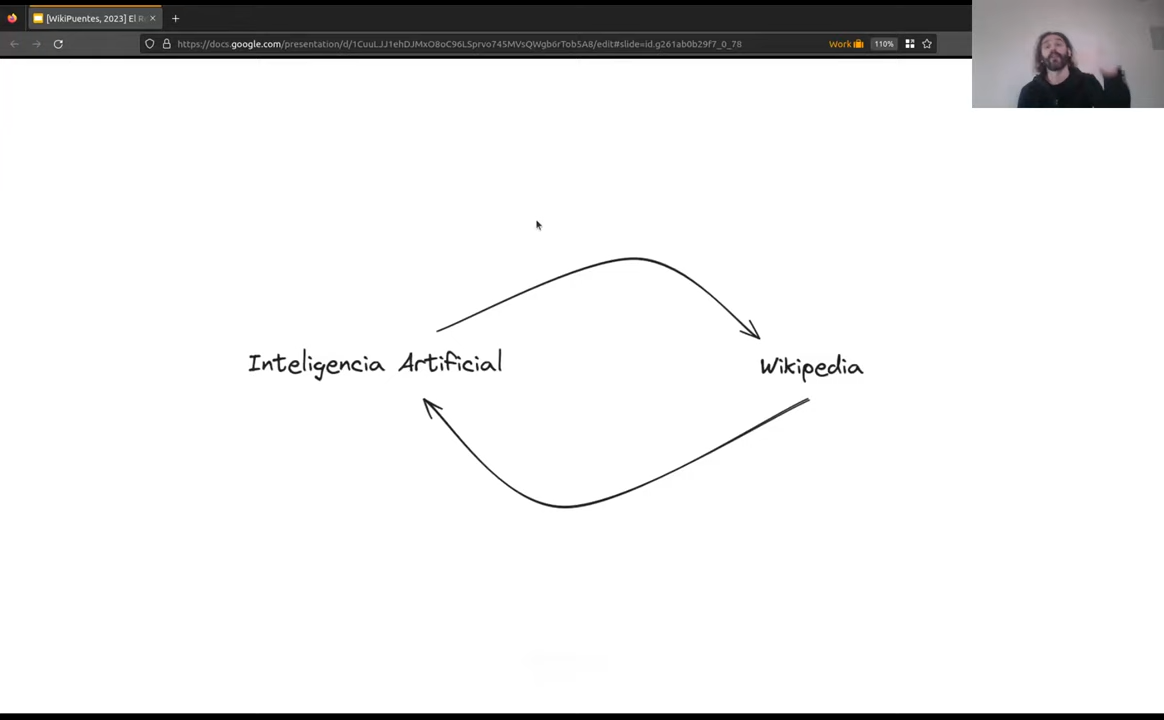 [WikiPuentes, 2023] El R
https://docs.google.com/presentation/d/1CuuLJJ1ehDJMxO8oC96LSprvo745MVsQWgb6rTob5A8/edit#slide=id.g261ab0b29f7_0_78
Work
110%
Inteligencia Artificial
Wikipedia